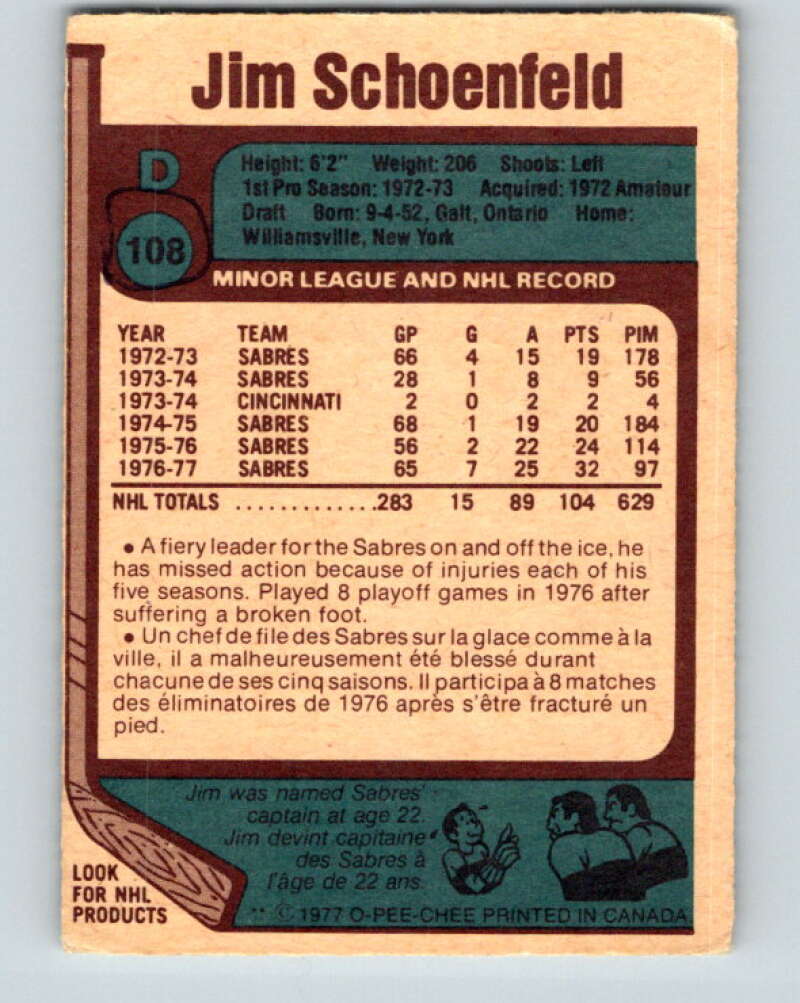 Jim Schoenfeld
D
108
Height: 6'2" Weight: 206 Shoots: Left
1st Pro Season: 1972-73 Acquired: 1972 Amateur
Draft Born: 9-4-52, Galt, Ontario Home:
Williamsville, New York
MINOR LEAGUE AND NHL RECORD
YEAR TEAM GP G A PTS PIM
1972-73 SABRES 66 4 15 19 178
1973-74 SABRES 28 1 8 9 56
1973-74 CINCINNATI 2 0 2 2 4
1974-75 SABRES 68 1 19 20 184
1975-76 SABRES 56 2 22 24 114
1976-77 SABRES 65 7 25 32 97
NHL TOTALS .............283 15 89 104 629
• A fiery leader for the Sabres on and off the ice, he
has missed action because of injuries each of his
five seasons. Played 8 playoff games in 1976 after
suffering a broken foot.
• Un chef de file des Sabres sur la glace comme à la
ville, il a malheureusement été blessé durant
chacune de ses cinq saisons. Il participa à 8 matches
des éliminatoires de 1976 après s'être fracturé un
pied.
Jim was named Sabres'
captain at age 22.
Jim devint capitaine
des Sabres à
l'âge de 22 ans.
LOOK
FOR NHL
PRODUCTS
** © 1977 O-PEE-CHEE PRINTED IN CANADA